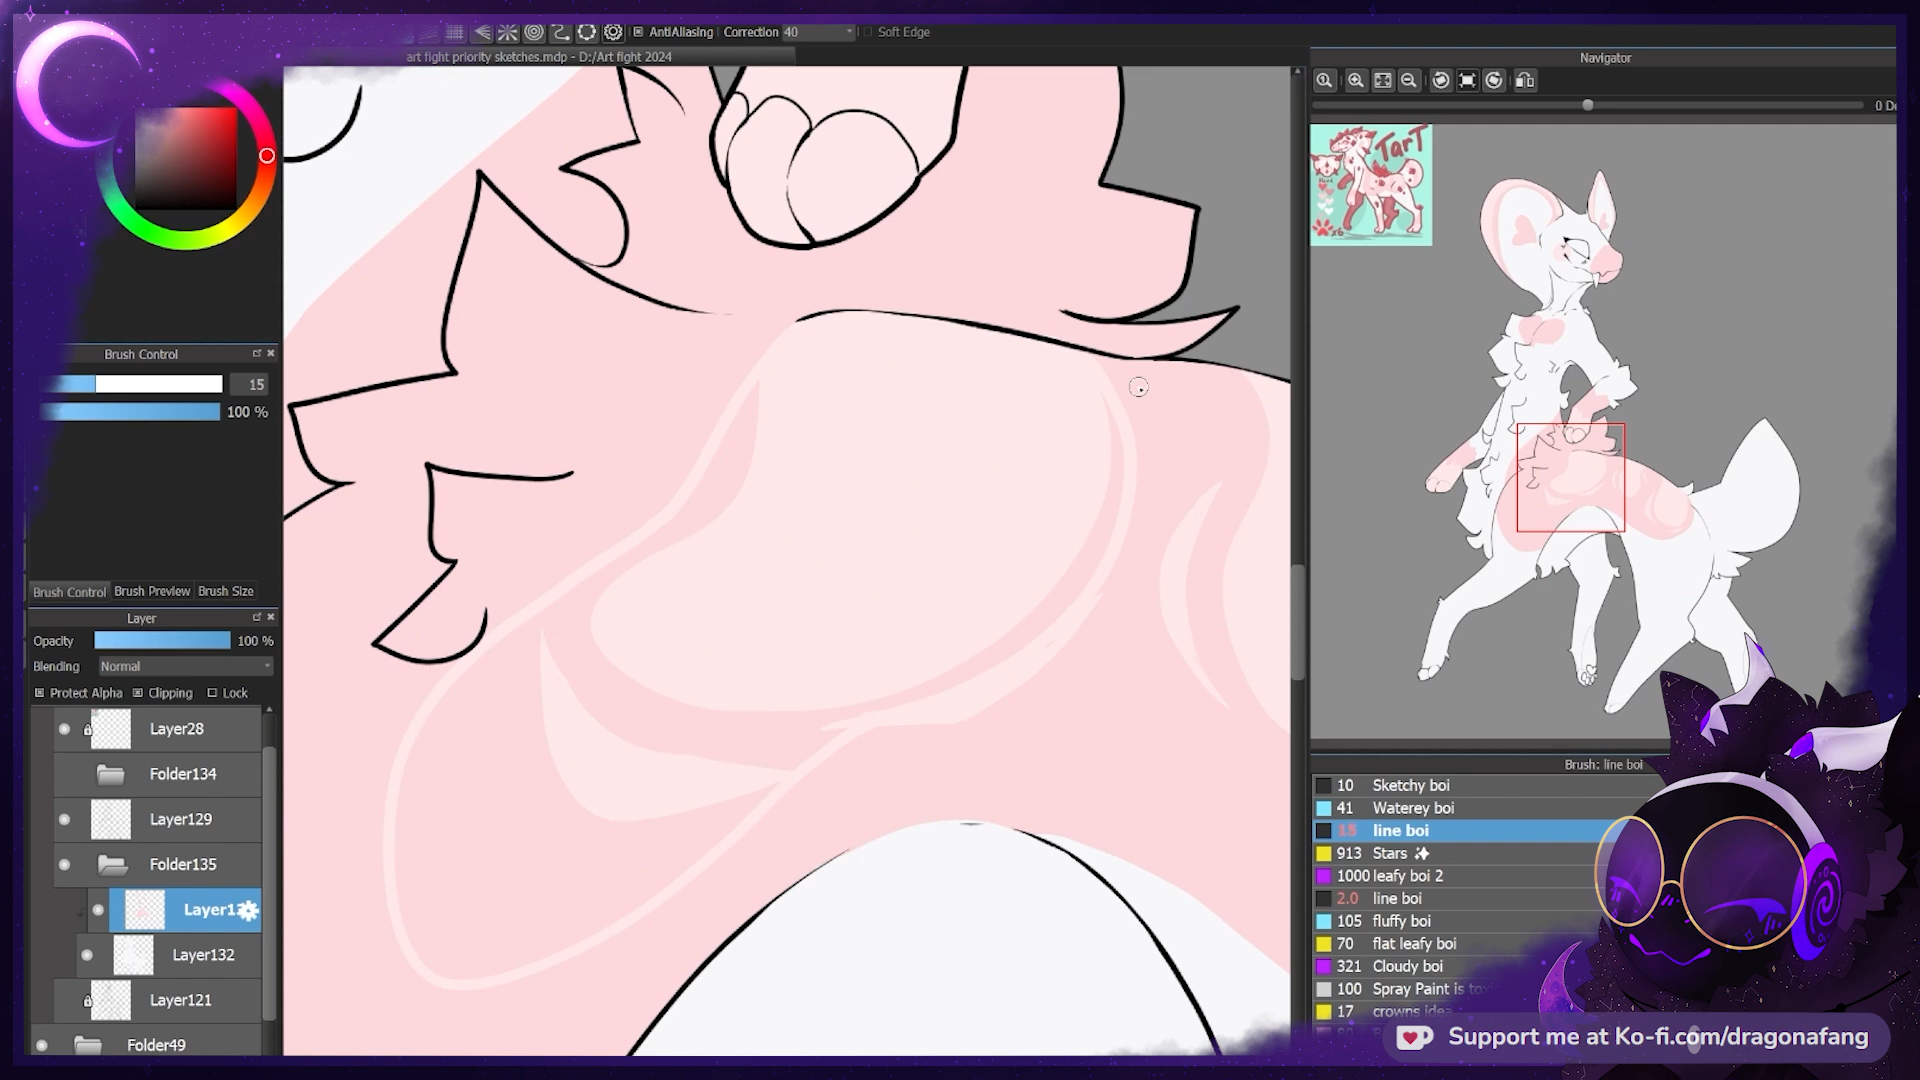 AntiAliasing Correction 40 Soft Edge
art fight priority sketches.mdp - D:/Art fight 2024
Navigator
TarT
x6
Brush Control
15
100 %
Brush Control Brush Preview Brush Size
Layer
Opacity 100 %
Blending Normal
Protect Alpha Clipping Lock
Layer28
Folder134
Layer129
Folder135
Layer132
Layer121
Folder49
Brush: line boi
10 Sketchy boi
41 Waterey boi
15 line boi
913 Stars
1000 leafy boi 2
2.0 line boi
105 fluffy boi
70 flat leafy boi
321 Cloudy boi
100 Spray Paint is
17 crowns idea
Support me at Ko-fi.com/dragonafang